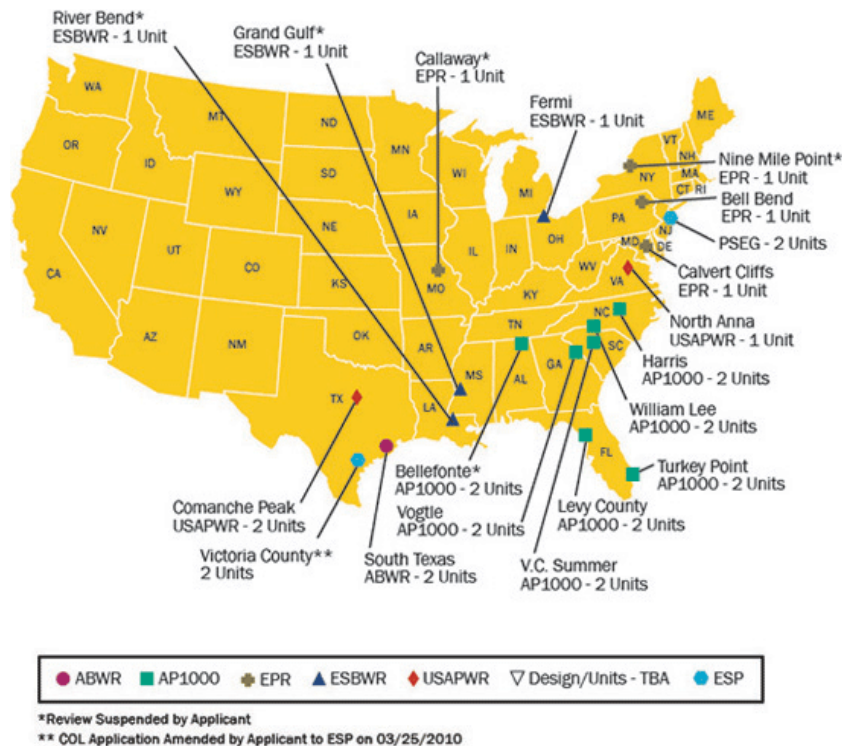 River Bend*
ESBWR - 1 Unit
Grand Gulf*
ESBWR - 1 Unit
Callaway*
EPR - 1 Unit
Fermi
ESBWR - 1 Unit
Nine Mile Point*
EPR - 1 Unit
Bell Bend
EPR - 1 Unit
PSEG - 2 Units
Calvert Cliffs
EPR - 1 Unit
North Anna
USAPWR - 1 Unit
Harris
AP1000 - 2 Units
William Lee
AP1000 - 2 Units
Turkey Point
AP1000 - 2 Units
Levy County
AP1000 - 2 Units
V.C. Summer
AP1000 - 2 Units
Bellefonte*
AP1000 - 2 Units
Vogtle
AP1000 - 2 Units
South Texas
ABWR - 2 Units
Comanche Peak
USAPWR - 2 Units
Victoria County**
2 Units
WA
MT
ND
MN
OR
ID
WY
SD
WI
MI
NY
VT
NH
ME
MA
CT RI
NV
UT
CO
NE
IA
IL
IN
OH
PA
NJ
MD
DE
CA
AZ
NM
KS
MO
KY
WV
VA
OK
AR
TN
NC
SC
TX
LA
MS
AL
GA
FL
ABWR AP1000 EPR ESBWR USAPWR Design/Units - TBA ESP
*Review Suspended by Applicant
** COL Application Amended by Applicant to ESP on 03/25/2010